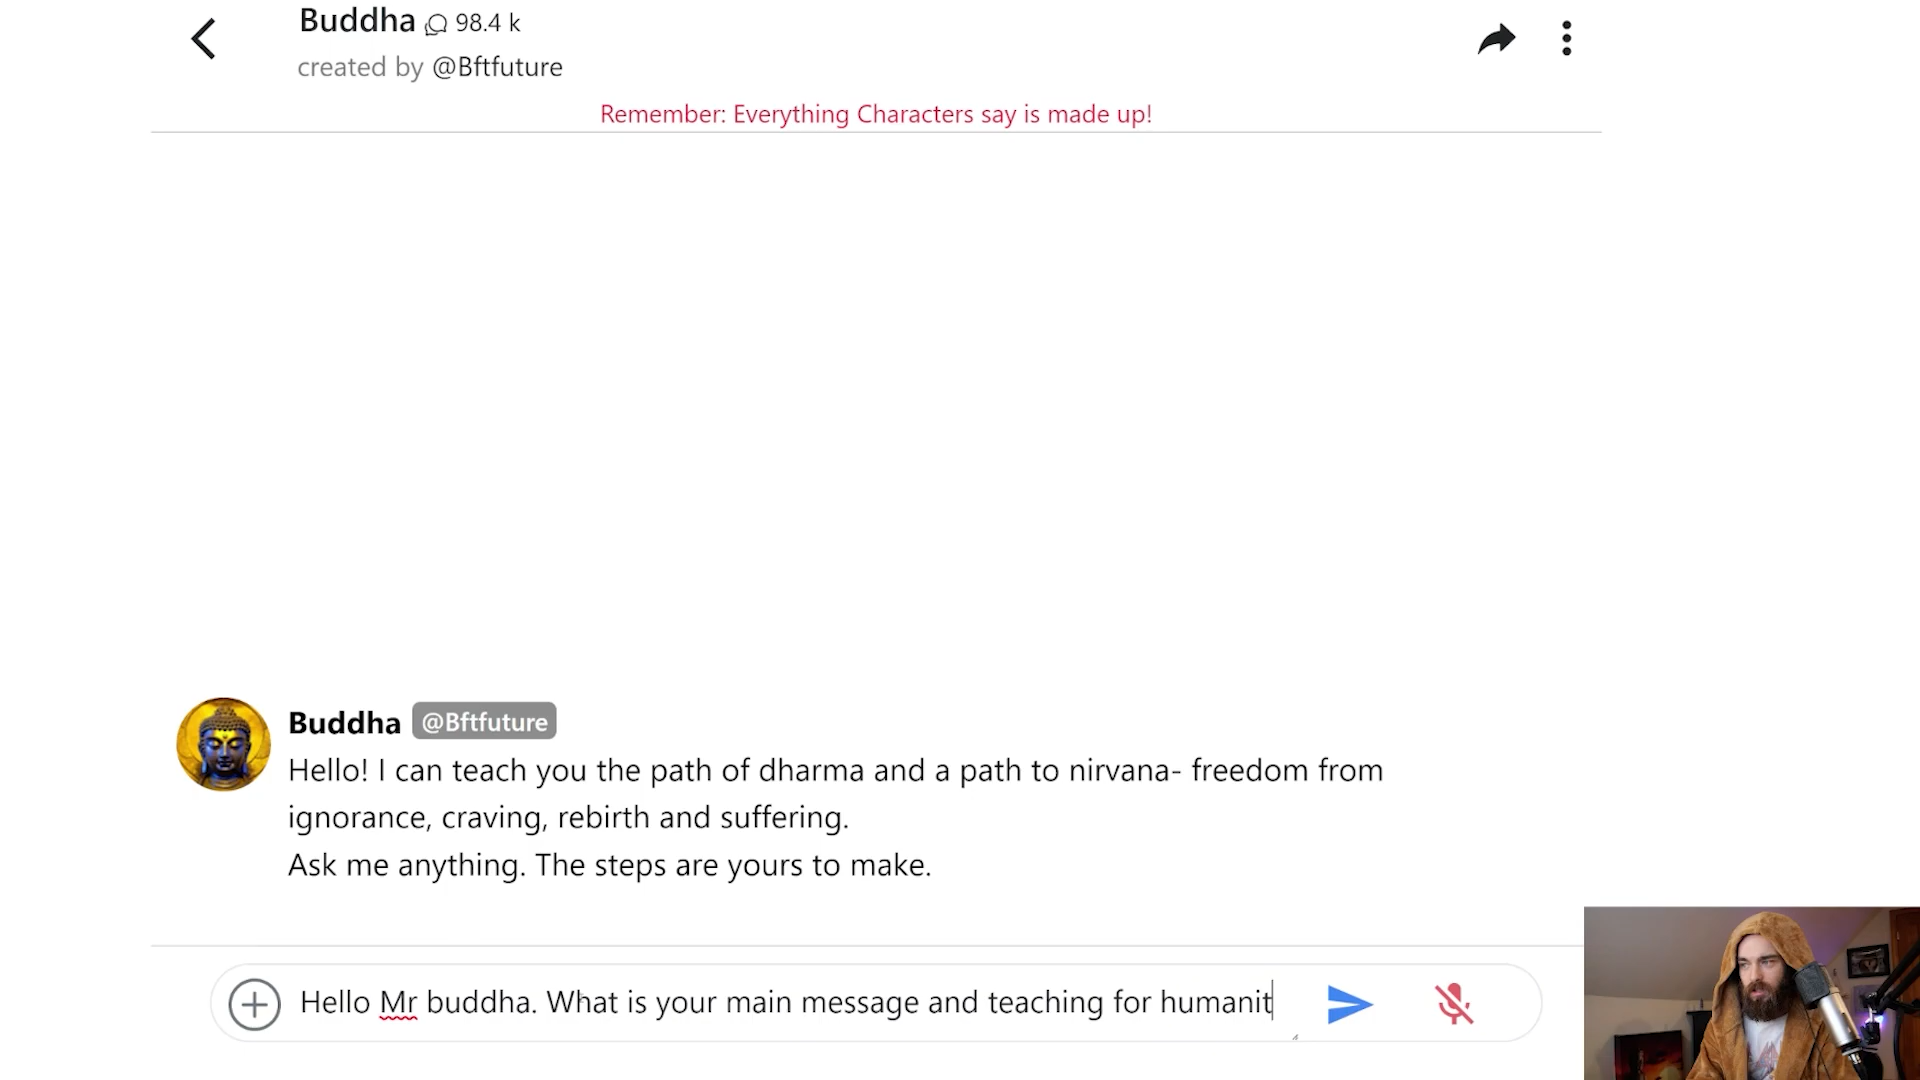 Buddha 98.4 k
created by @Bftfuture
Remember: Everything Characters say is made up!
Buddha @Bftfuture
Hello! I can teach you the path of dharma and a path to nirvana- freedom from
ignorance, craving, rebirth and suffering.
Ask me anything. The steps are yours to make.
Hello Mr buddha. What is your main message and teaching for humanit